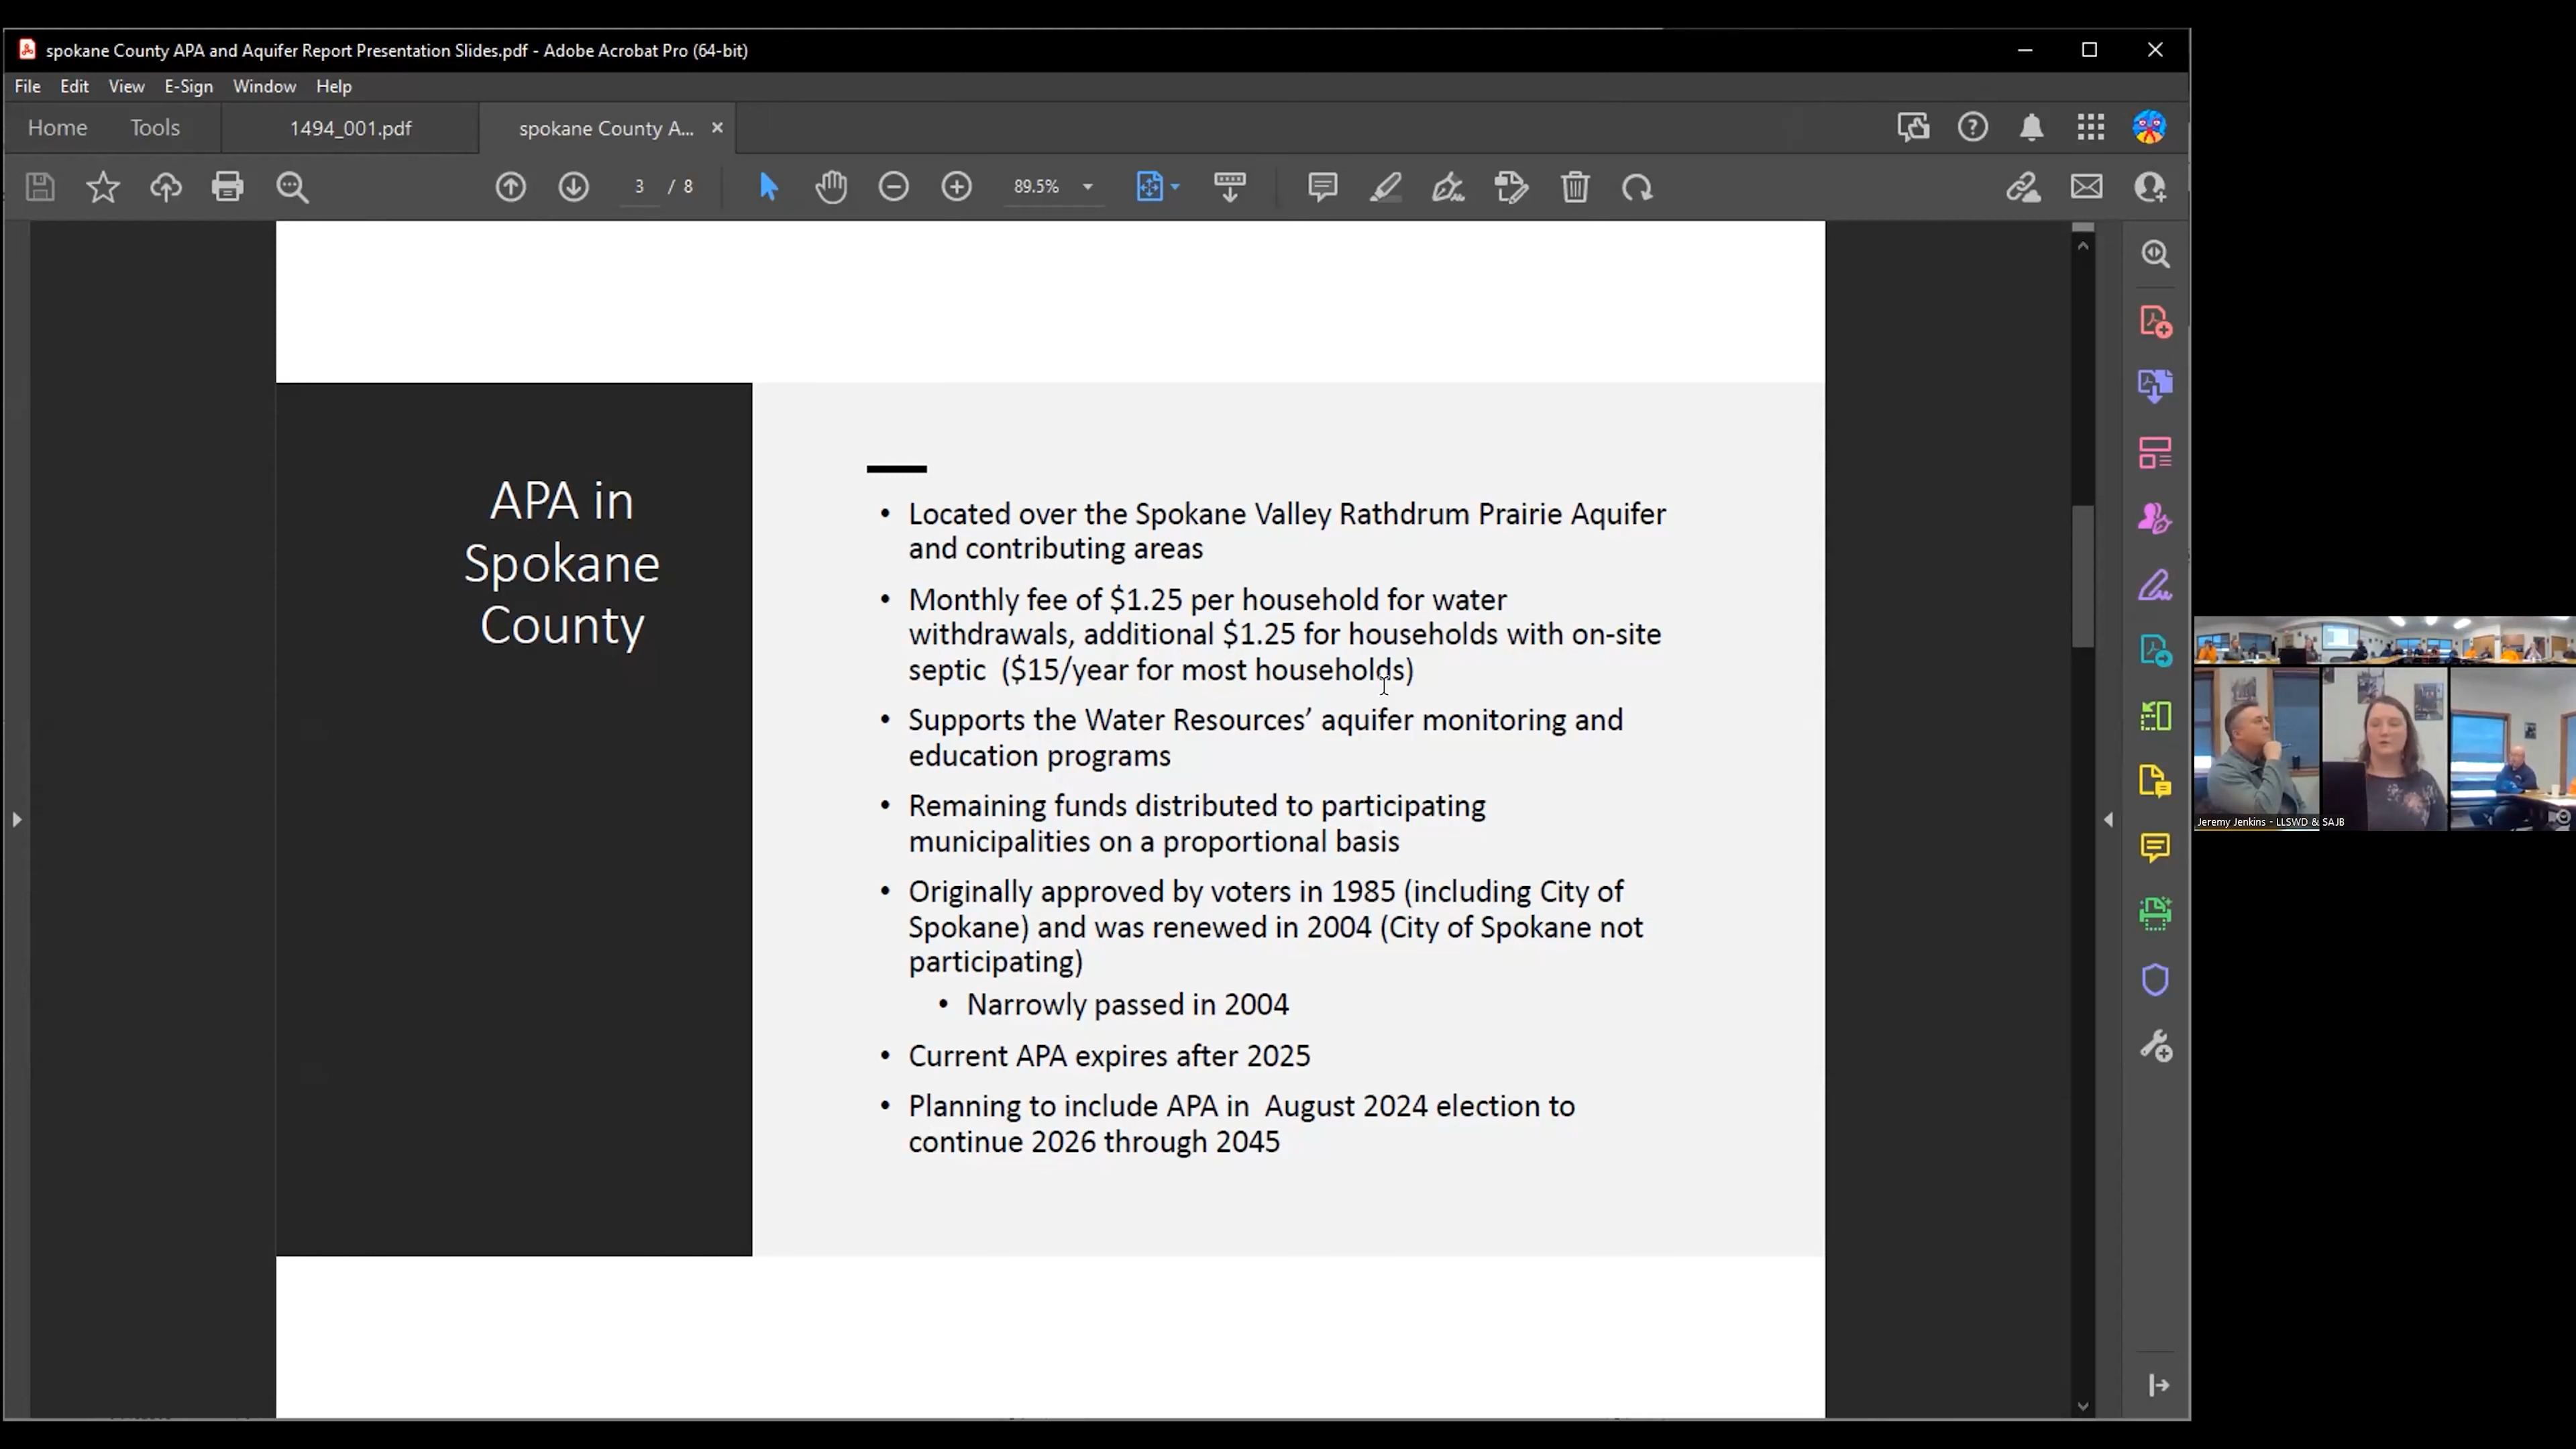 spokane County APA and Aquifer Report Presentation Slides.pdf - Adobe Acrobat Pro (64-bit)
File Edit View E-Sign Window Help
Home Tools 1494_001.pdf spokane County A...
3 / 8 89.5%
APA in
Spokane
County
• Located over the Spokane Valley Rathdrum Prairie Aquifer
and contributing areas
• Monthly fee of $1.25 per household for water
withdrawals, additional $1.25 for households with on-site
septic ($15/year for most households)
• Supports the Water Resources’ aquifer monitoring and
education programs
• Remaining funds distributed to participating
municipalities on a proportional basis
• Originally approved by voters in 1985 (including City of
Spokane) and was renewed in 2004 (City of Spokane not
participating)
• Narrowly passed in 2004
• Current APA expires after 2025
• Planning to include APA in August 2024 election to
continue 2026 through 2045
Jeremy Jenkins - LLSWD & SAJB